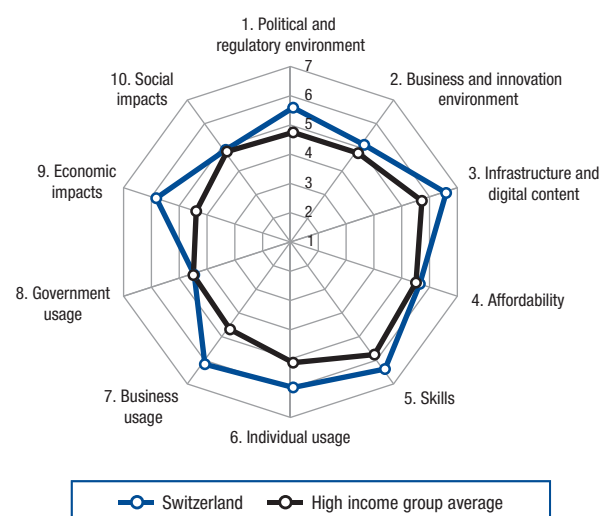 1. Political and
regulatory environment
7
10. Social
impacts
6
2. Business and innovation
environment
5
4
9. Economic
impacts
3
3. Infrastructure and
digital content
2
1
8. Government
usage
4. Affordability
7. Business
usage
5. Skills
6. Individual usage
Switzerland
High income group average